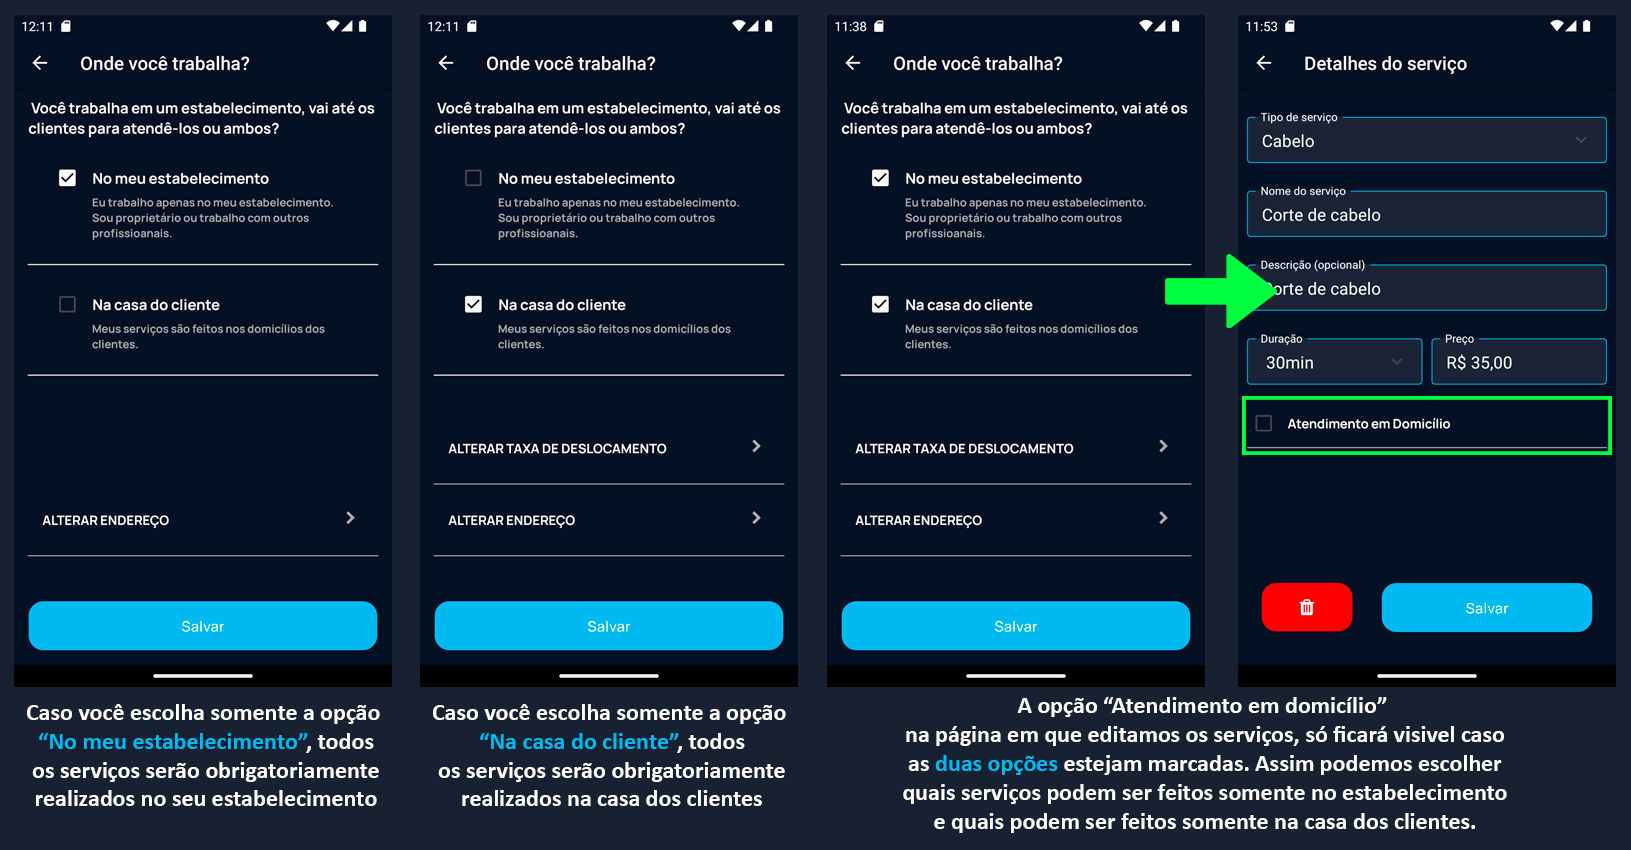 12:11
Onde você trabalha?
Você trabalha em um estabelecimento, vai até os
clientes para atendê-los ou ambos?
No meu estabelecimento
Eu trabalho apenas no meu estabelecimento.
Sou proprietário ou trabalho com outros
profissioanais.
Na casa do cliente
Meus serviços são feitos nos domicílios dos
clientes.
ALTERAR ENDEREÇO
Salvar
Caso você escolha somente a opção
“No meu estabelecimento”, todos
os serviços serão obrigatoriamente
realizados no seu estabelecimento
12:11
Onde você trabalha?
Você trabalha em um estabelecimento, vai até os
clientes para atendê-los ou ambos?
No meu estabelecimento
Eu trabalho apenas no meu estabelecimento.
Sou proprietário ou trabalho com outros
profissioanais.
Na casa do cliente
Meus serviços são feitos nos domicílios dos
clientes.
ALTERAR TAXA DE DESLOCAMENTO
ALTERAR ENDEREÇO
Salvar
Caso você escolha somente a opção
“Na casa do cliente”, todos
os serviços serão obrigatoriamente
realizados na casa dos clientes
11:38
Onde você trabalha?
Você trabalha em um estabelecimento, vai até os
clientes para atendê-los ou ambos?
No meu estabelecimento
Eu trabalho apenas no meu estabelecimento.
Sou proprietário ou trabalho com outros
profissioanais.
Na casa do cliente
Meus serviços são feitos nos domicílios dos
clientes.
ALTERAR TAXA DE DESLOCAMENTO
ALTERAR ENDEREÇO
Salvar
11:53
Detalhes do serviço
Tipo de serviço
Cabelo
Nome do serviço
Corte de cabelo
Descrição (opcional)
Corte de cabelo
Duração
30min
Preço
R$ 35,00
Atendimento em Domicílio
Salvar
A opção “Atendimento em domicílio”
na página em que editamos os serviços, só ficará visivel caso
as duas opções estejam marcadas. Assim podemos escolher
quais serviços podem ser feitos somente no estabelecimento
e quais podem ser feitos somente na casa dos clientes.